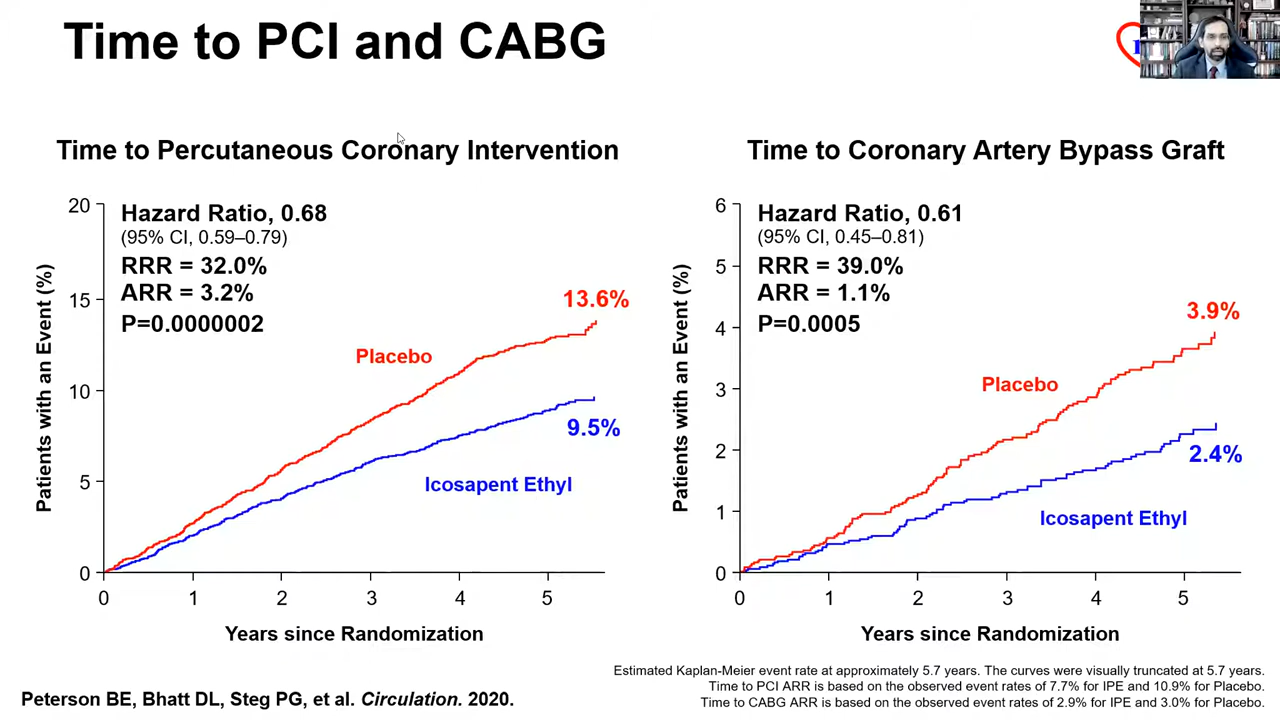 Time to PCI and CABG
Time to Percutaneous Coronary Intervention
Hazard Ratio, 0.68
(95% CI, 0.59–0.79)
RRR = 32.0%
ARR = 3.2%
P=0.0000002
Patients with an Event (%)
20
15
10
5
0
13.6%
Placebo
9.5%
Icosapent Ethyl
0 1 2 3 4 5
Years since Randomization
Time to Coronary Artery Bypass Graft
Hazard Ratio, 0.61
(95% CI, 0.45–0.81)
RRR = 39.0%
ARR = 1.1%
P=0.0005
Patients with an Event (%)
6
5
4
3
2
1
0
3.9%
Placebo
2.4%
Icosapent Ethyl
0 1 2 3 4 5
Years since Randomization
Estimated Kaplan-Meier event rate at approximately 5.7 years. The curves were visually truncated at 5.7 years.
Time to PCI ARR is based on the observed event rates of 7.7% for IPE and 10.9% for Placebo.
Time to CABG ARR is based on the observed event rates of 2.9% for IPE and 3.0% for Placebo.
Peterson BE, Bhatt DL, Steg PG, et al. Circulation. 2020.